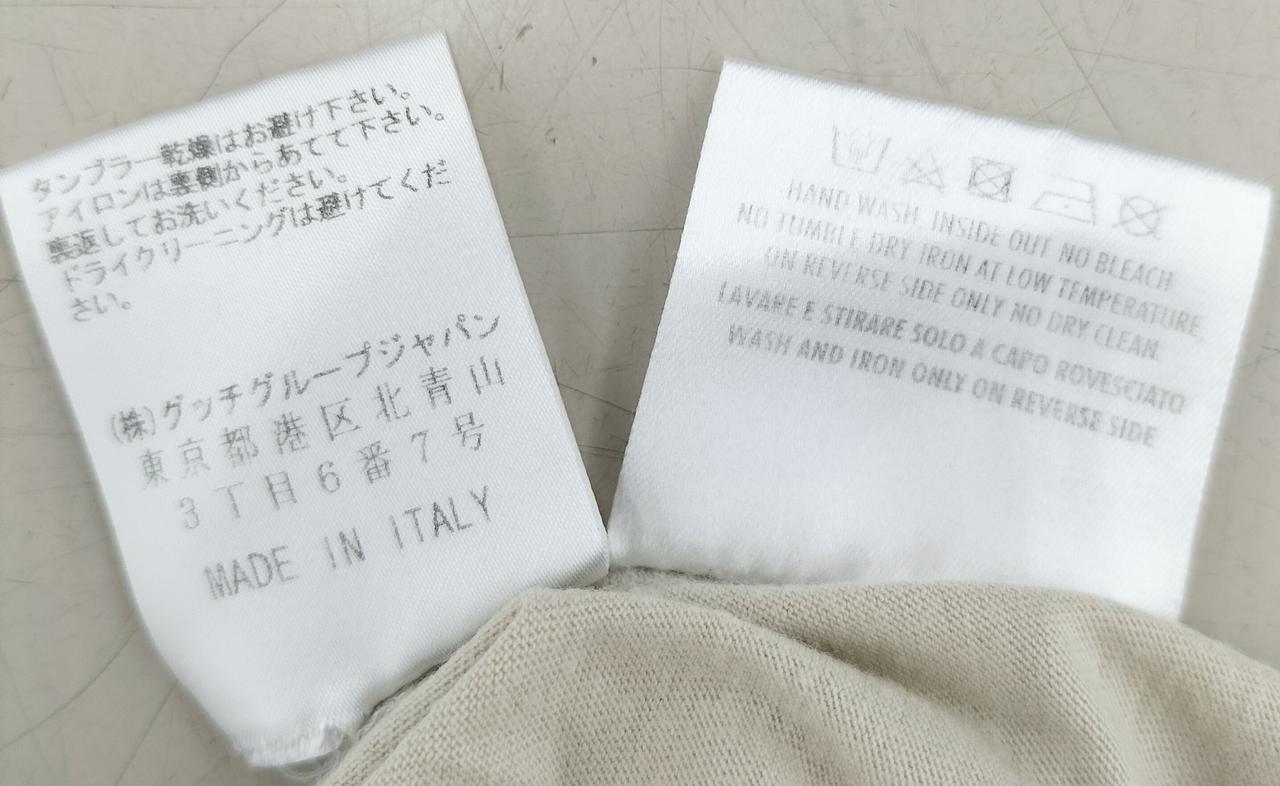 タンブラー乾燥はお避け下さい。
アイロンは裏側からあてて下さい。
裏返してお洗いください。
ドライクリーニングは避けてくだ
さい。
(株)グッチグループジャパン
東京都港区北青山
3丁目6番7号
MADE IN ITALY
HAND WASH, INSIDE OUT NO BLEACH
NO TUMBLE DRY IRON AT LOW TEMPERATURE,
ON REVERSE SIDE ONLY NO DRY CLEAN.
LAVARE E STIRARE SOLO A CAPO ROVESCIATO
WASH AND IRON ONLY ON REVERSE SIDE